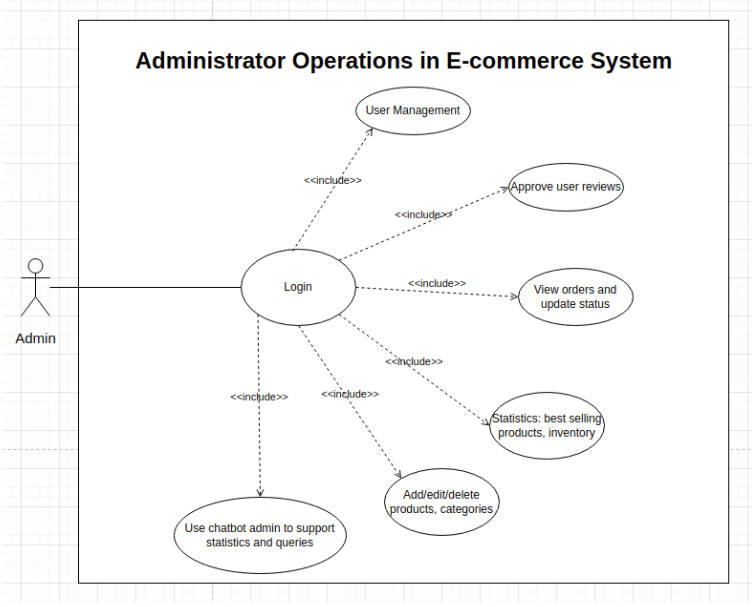 Administrator Operations in E-commerce System
User Management
<<include>>
Approve user reviews
<<include>>
Login
<<include>>
View orders and
update status
Admin
<<include>>
<<include>>
<<include>>
Statistics: best selling
products, inventory
Add/edit/delete
products, categories
Use chatbot admin to support
statistics and queries